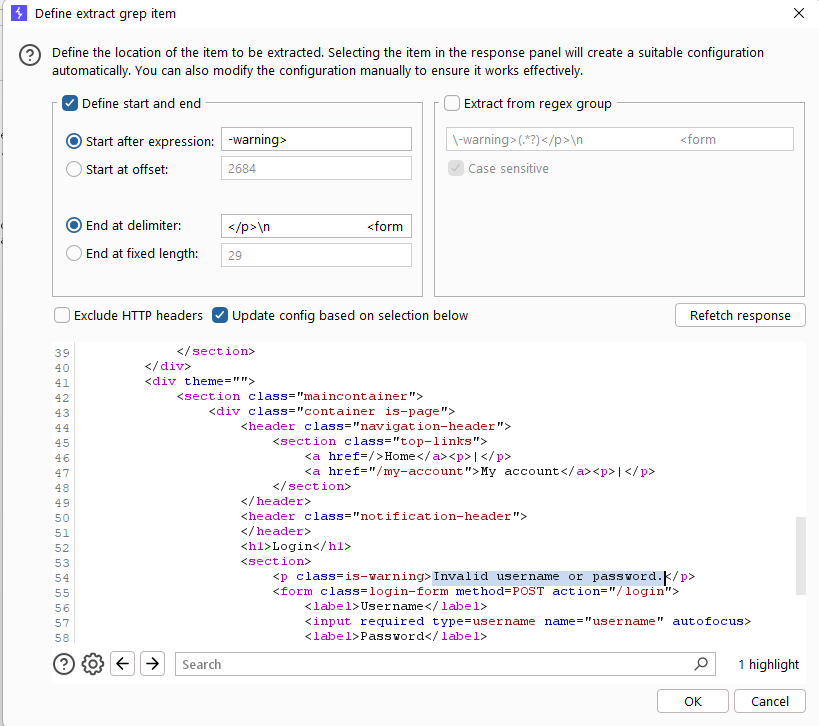 Define extract grep item
Define the location of the item to be extracted. Selecting the item in the response panel will create a suitable configuration
automatically. You can also modify the configuration manually to ensure it works effectively.
Define start and end
Start after expression: -warning>
Start at offset: 2684
End at delimiter: </p>\n                <form
End at fixed length: 29
Extract from regex group
\-warning>(.*?)</p>\n                <form
Case sensitive
Exclude HTTP headers
Update config based on selection below
Refetch response
39 </section>
40 </div>
41 <div theme="">
42 <section class="maincontainer">
43 <div class="container is-page">
44 <header class="navigation-header">
45 <section class="top-links">
46 <a href=/>Home</a><p>|</p>
47 <a href="/my-account">My account</a><p>|</p>
48 </section>
49 </header>
50 <header class="notification-header">
51 </header>
52 <h1>Login</h1>
53 <section>
54 <p class=is-warning>Invalid username or password.</p>
55 <form class=login-form method=POST action="/login">
56 <label>Username</label>
57 <input required type=username name="username" autofocus>
58 <label>Password</label>
Search
1 highlight
OK
Cancel